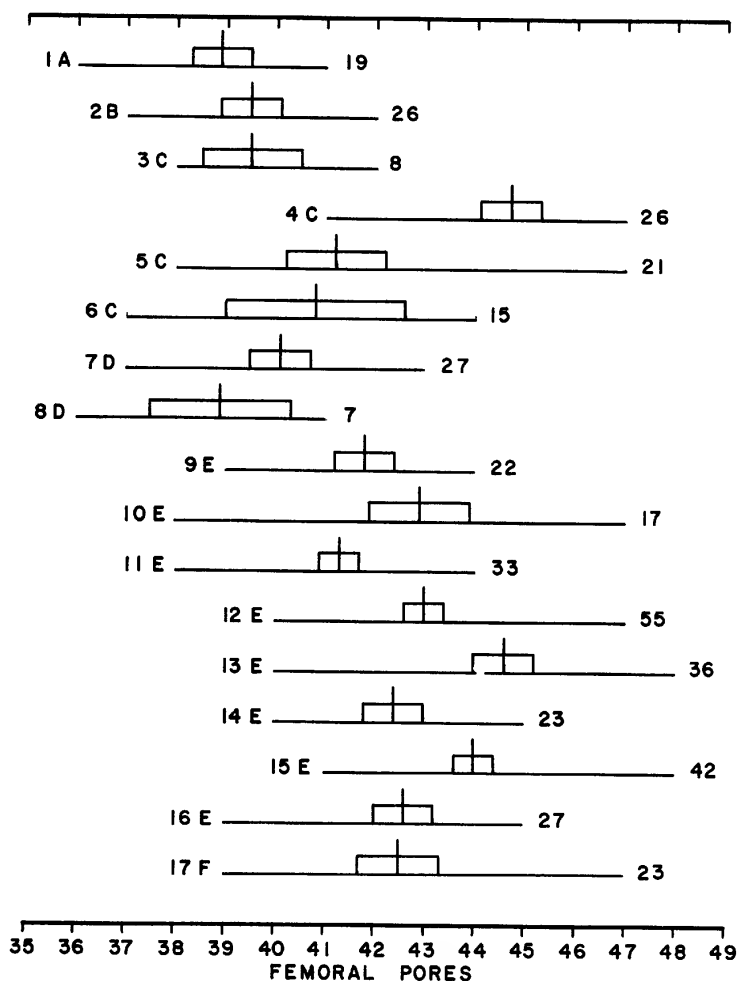 1 A 19
2 B 26
3 C 8
4 C 26
5 C 21
6 C 15
7 D 27
8 D 7
9 E 22
10 E 17
11 E 33
12 E 55
13 E 36
14 E 23
15 E 42
16 E 27
17 F 23
35 36 37 38 39 40 41 42 43 44 45 46 47 48 49
FEMORAL PORES